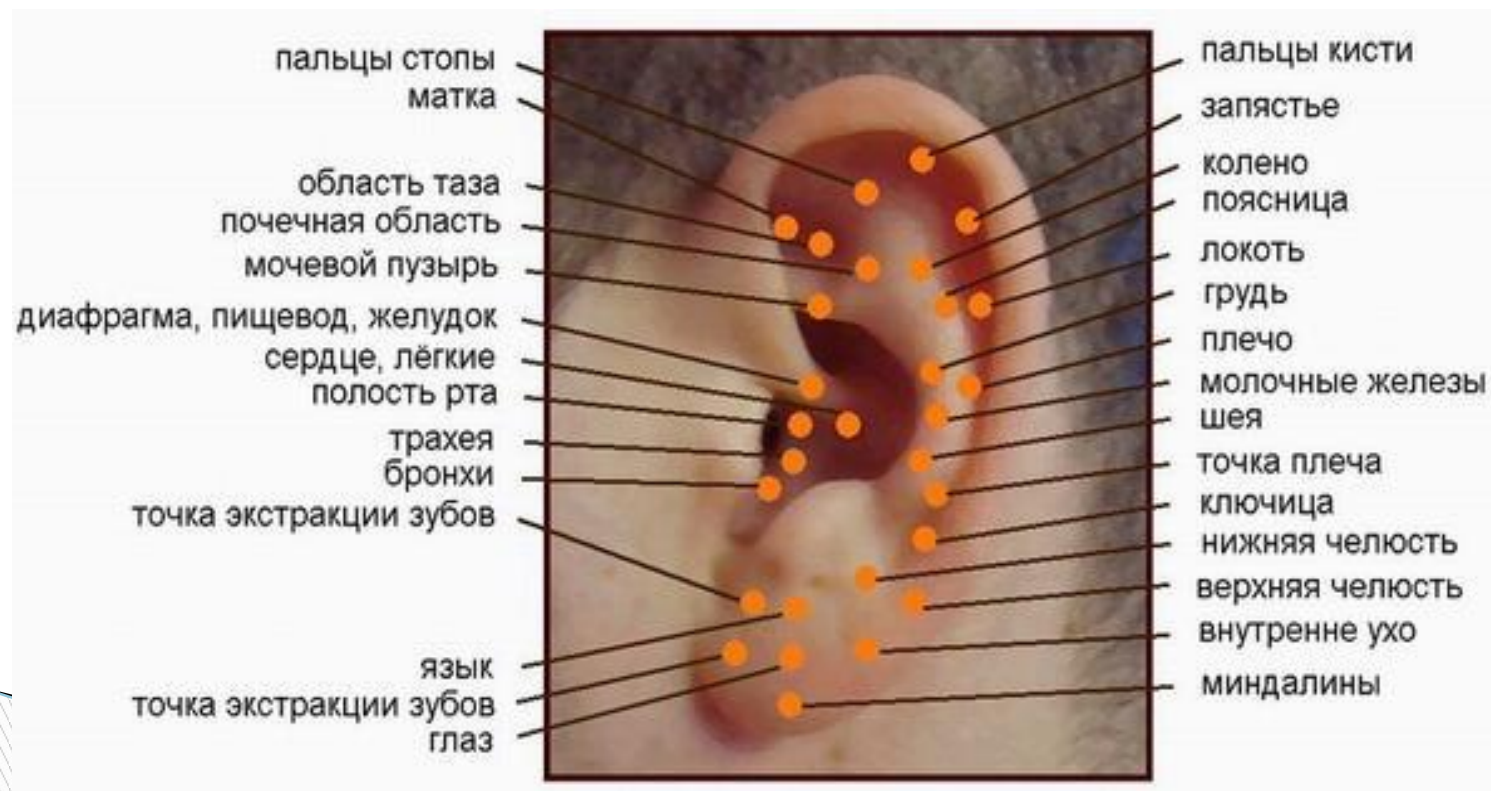 пальцы стопы
матка
область таза
почечная область
мочевой пузырь
диафрагма, пищевод, желудок
сердце, лёгкие
полость рта
трахея
бронхи
точка экстракции зубов
язык
точка экстракции зубов
глаз
пальцы кисти
запястье
колено
поясница
локоть
грудь
плечо
молочные железы
шея
точка плеча
ключица
нижняя челюсть
верхняя челюсть
внутренне ухо
миндалины